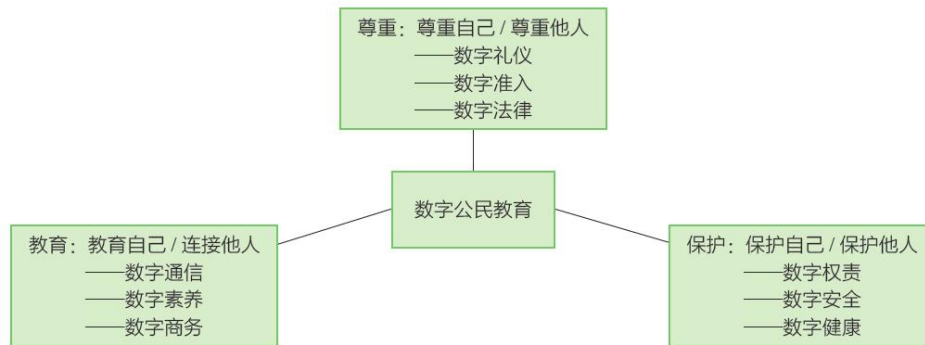 尊重：尊重自己 / 尊重他人
——数字礼仪
——数字准入
——数字法律
数字公民教育
教育：教育自己 / 连接他人
——数字通信
——数字素养
——数字商务
保护：保护自己 / 保护他人
——数字权责
——数字安全
——数字健康